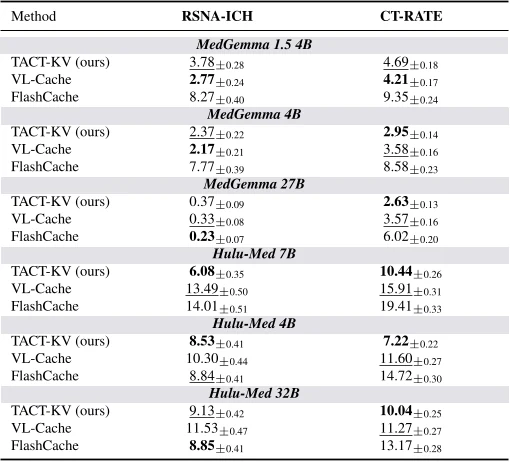 Method RSNA-ICH CT-RATE
MedGemma 1.5 4B
TACT-KV (ours) 3.78±0.28 4.69±0.18
VL-Cache 2.77±0.24 4.21±0.17
FlashCache 8.27±0.40 9.35±0.24
MedGemma 4B
TACT-KV (ours) 2.37±0.22 2.95±0.14
VL-Cache 2.17±0.21 3.58±0.16
FlashCache 7.77±0.39 8.58±0.23
MedGemma 27B
TACT-KV (ours) 0.37±0.09 2.63±0.13
VL-Cache 0.33±0.08 3.57±0.16
FlashCache 0.23±0.07 6.02±0.20
Hulu-Med 7B
TACT-KV (ours) 6.08±0.35 10.44±0.26
VL-Cache 13.49±0.50 15.91±0.31
FlashCache 14.01±0.51 19.41±0.33
Hulu-Med 4B
TACT-KV (ours) 8.53±0.41 7.22±0.22
VL-Cache 10.30±0.44 11.60±0.27
FlashCache 8.84±0.41 14.72±0.30
Hulu-Med 32B
TACT-KV (ours) 9.13±0.42 10.04±0.25
VL-Cache 11.53±0.47 11.27±0.27
FlashCache 8.85±0.41 13.17±0.28